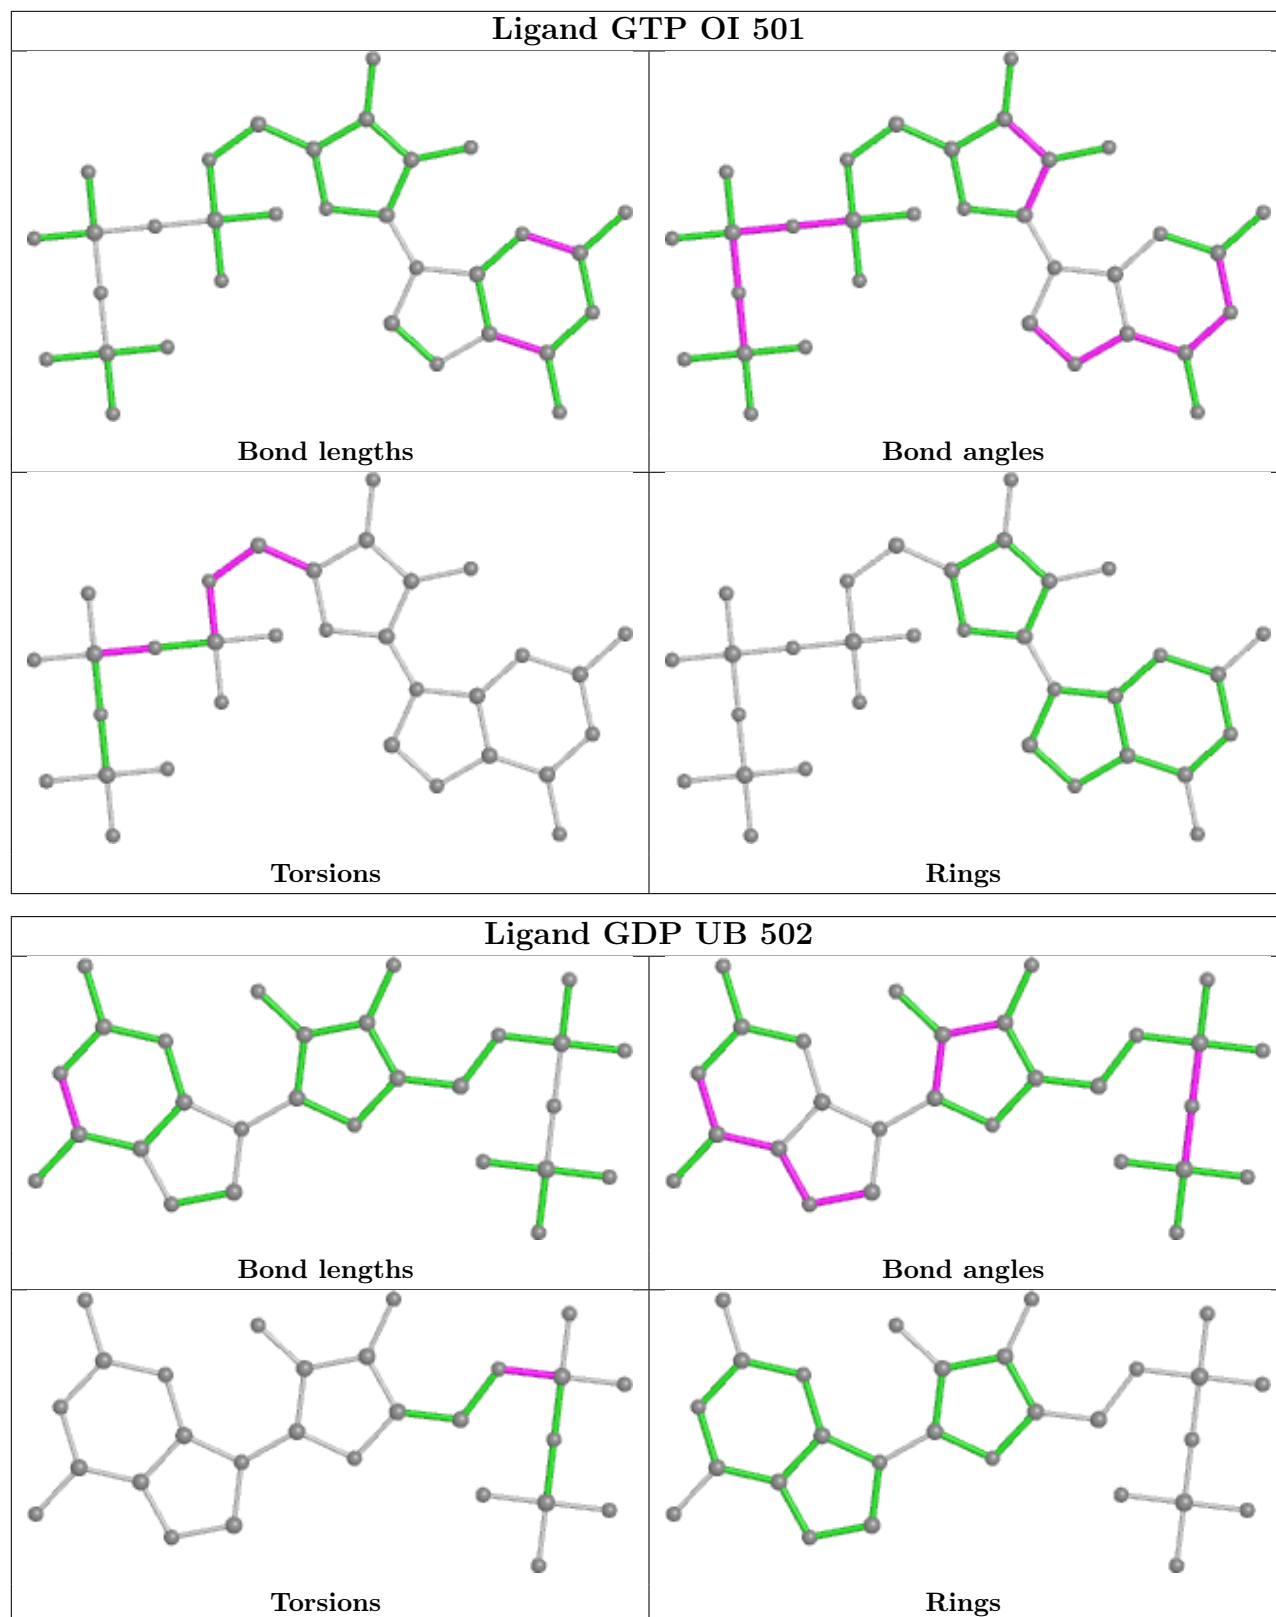 Ligand GTP OI 501
Bond lengths
Bond angles
Torsions
Rings
Ligand GDP UB 502
Bond lengths
Bond angles
Torsions
Rings